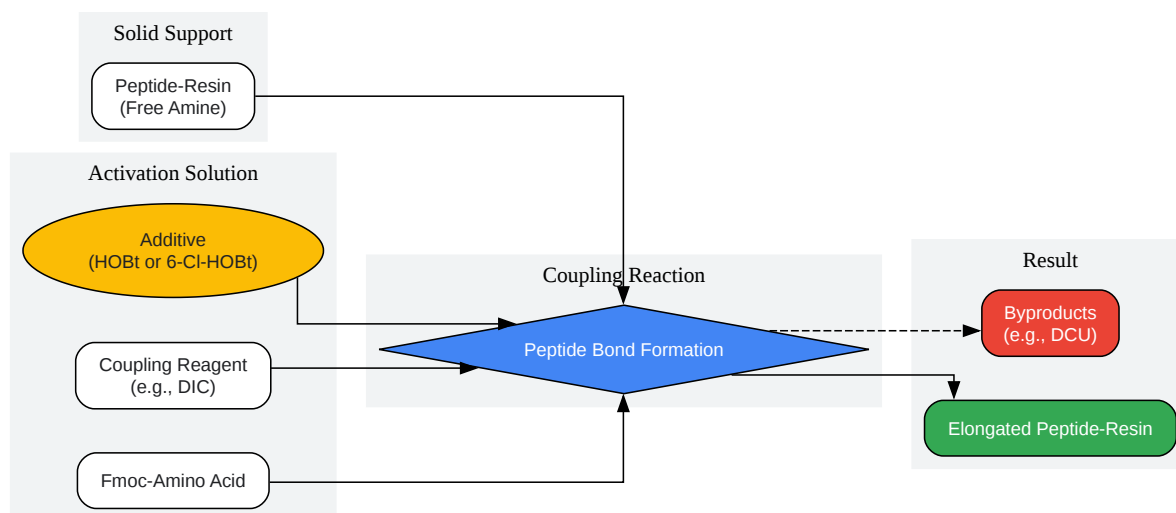 Solid Support
Peptide-Resin
(Free Amine)
Activation Solution
Additive
(HOBt or 6-Cl-HOBt)
Coupling Reagent
(e.g., DIC)
Fmoc-Amino Acid
Coupling Reaction
Peptide Bond Formation
Result
Byproducts
(e.g., DCU)
Elongated Peptide-Resin